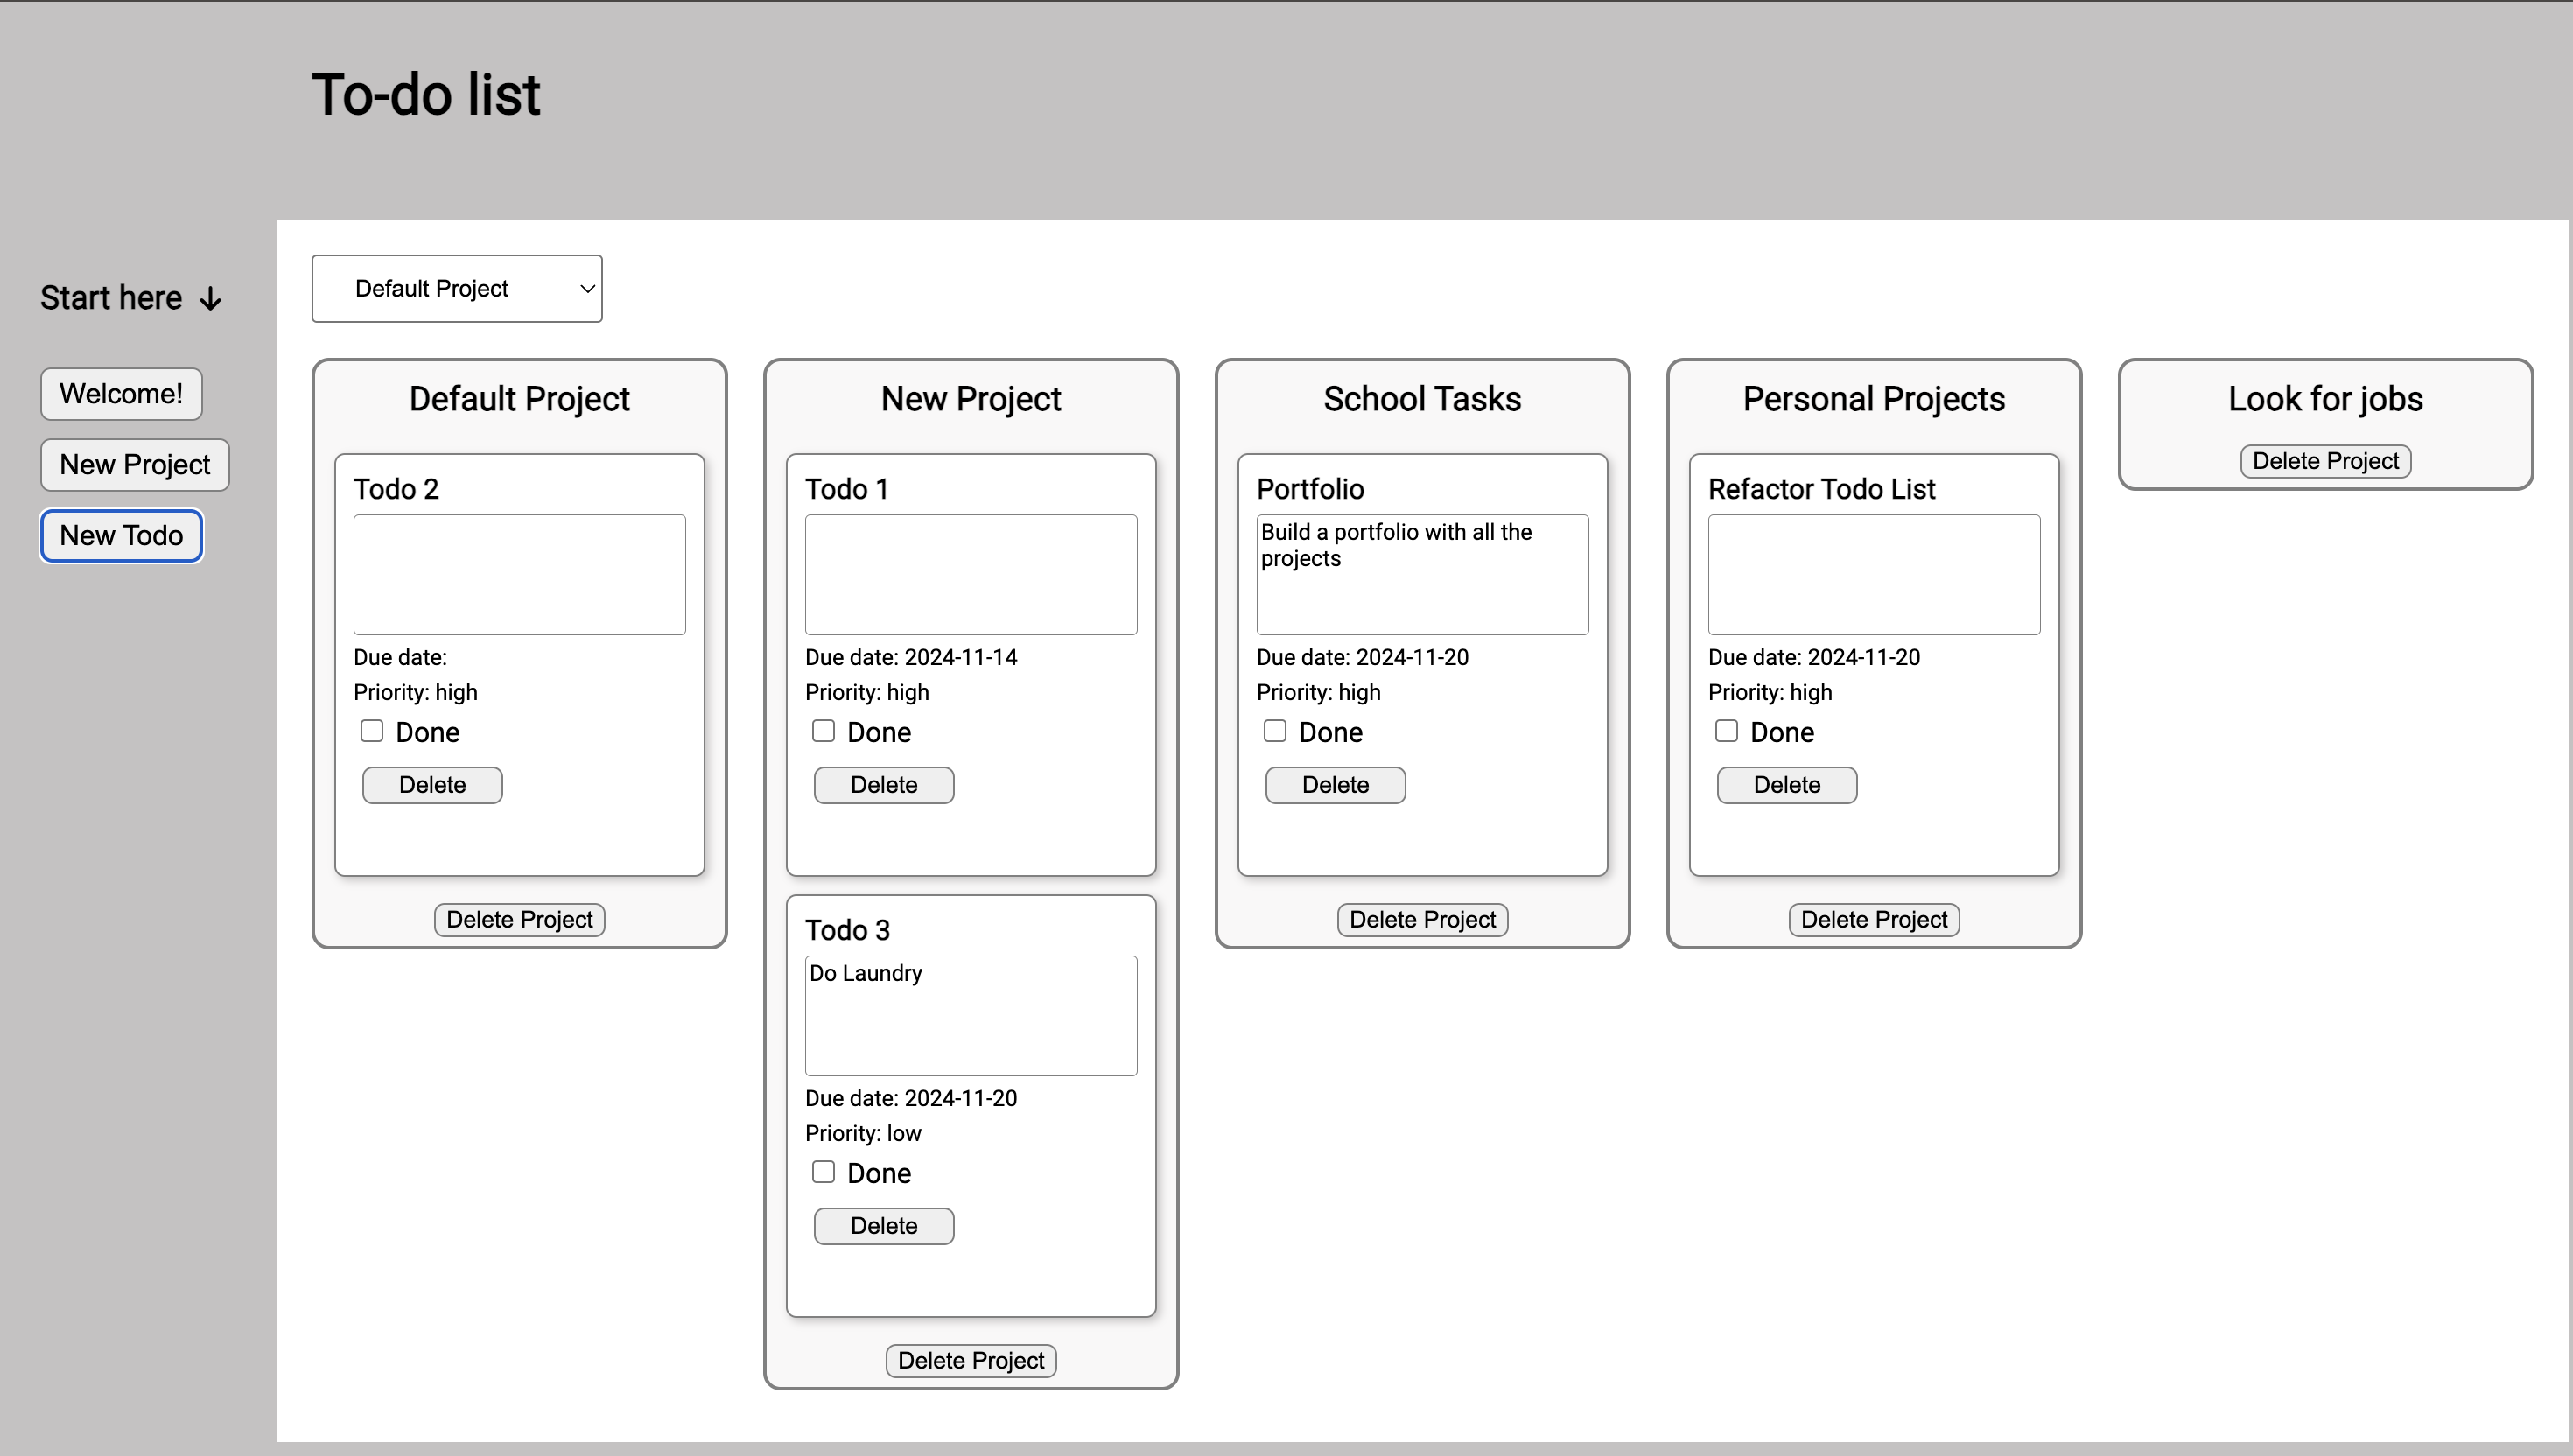 To-do list
Start here ↓
Welcome!
New Project
New Todo
Default Project
Default Project
Todo 2
Due date:
Priority: high
Done
Delete
Delete Project
New Project
Todo 1
Due date: 2024-11-14
Priority: high
Done
Delete
Todo 3
Do Laundry
Due date: 2024-11-20
Priority: low
Done
Delete
Delete Project
School Tasks
Portfolio
Build a portfolio with all the
projects
Due date: 2024-11-20
Priority: high
Done
Delete
Delete Project
Personal Projects
Refactor Todo List
Due date: 2024-11-20
Priority: high
Done
Delete
Delete Project
Look for jobs
Delete Project